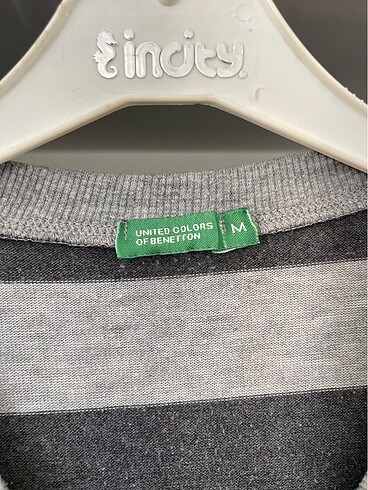 incity.
UNITED COLORS
OF BENETTON
M